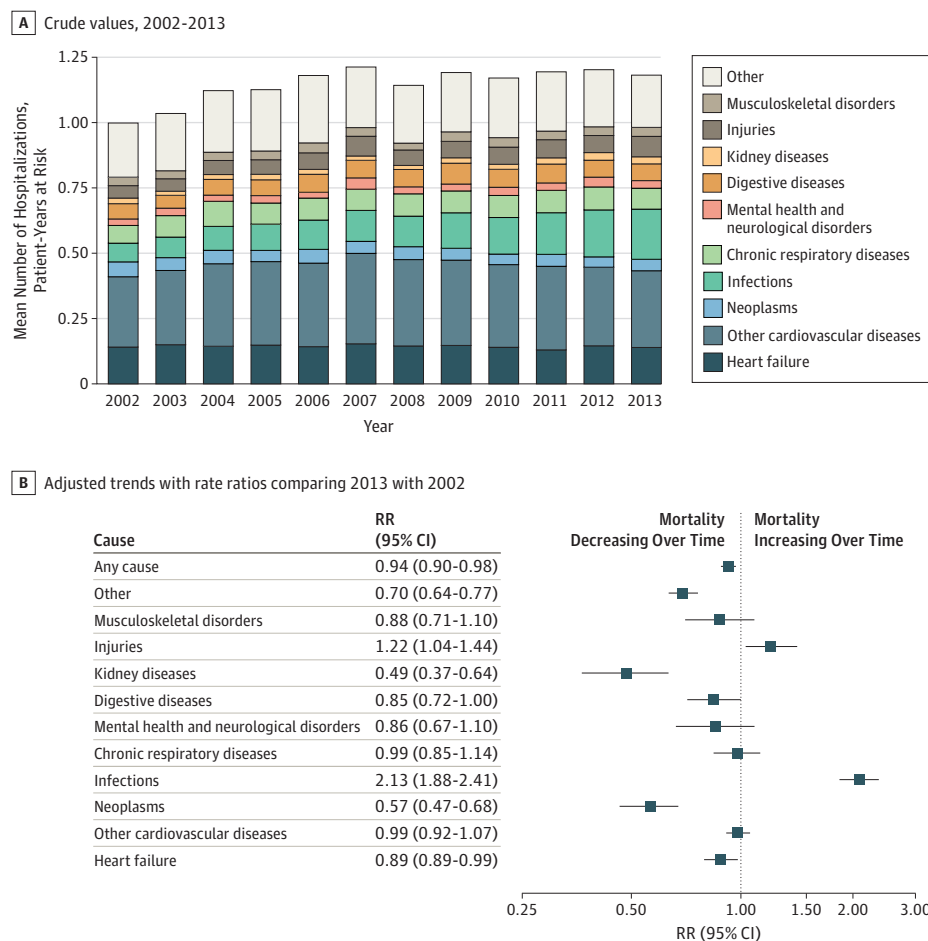 A Crude values, 2002-2013
Mean Number of Hospitalizations,
Patient-Years at Risk
1.25
1.00
0.75
0.50
0.25
0
2002 2003 2004 2005 2006 2007 2008 2009 2010 2011 2012 2013
Year
Other
Musculoskeletal disorders
Injuries
Kidney diseases
Digestive diseases
Mental health and
neurological disorders
Chronic respiratory diseases
Infections
Neoplasms
Other cardiovascular diseases
Heart failure
B Adjusted trends with rate ratios comparing 2013 with 2002
Cause
RR
(95% CI)
Mortality
Decreasing Over Time
Mortality
Increasing Over Time
Any cause 0.94 (0.90-0.98)
Other 0.70 (0.64-0.77)
Musculoskeletal disorders 0.88 (0.71-1.10)
Injuries 1.22 (1.04-1.44)
Kidney diseases 0.49 (0.37-0.64)
Digestive diseases 0.85 (0.72-1.00)
Mental health and neurological disorders 0.86 (0.67-1.10)
Chronic respiratory diseases 0.99 (0.85-1.14)
Infections 2.13 (1.88-2.41)
Neoplasms 0.57 (0.47-0.68)
Other cardiovascular diseases 0.99 (0.92-1.07)
Heart failure 0.89 (0.89-0.99)
0.25 0.50 1.00 1.50 2.00 3.00
RR (95% CI)